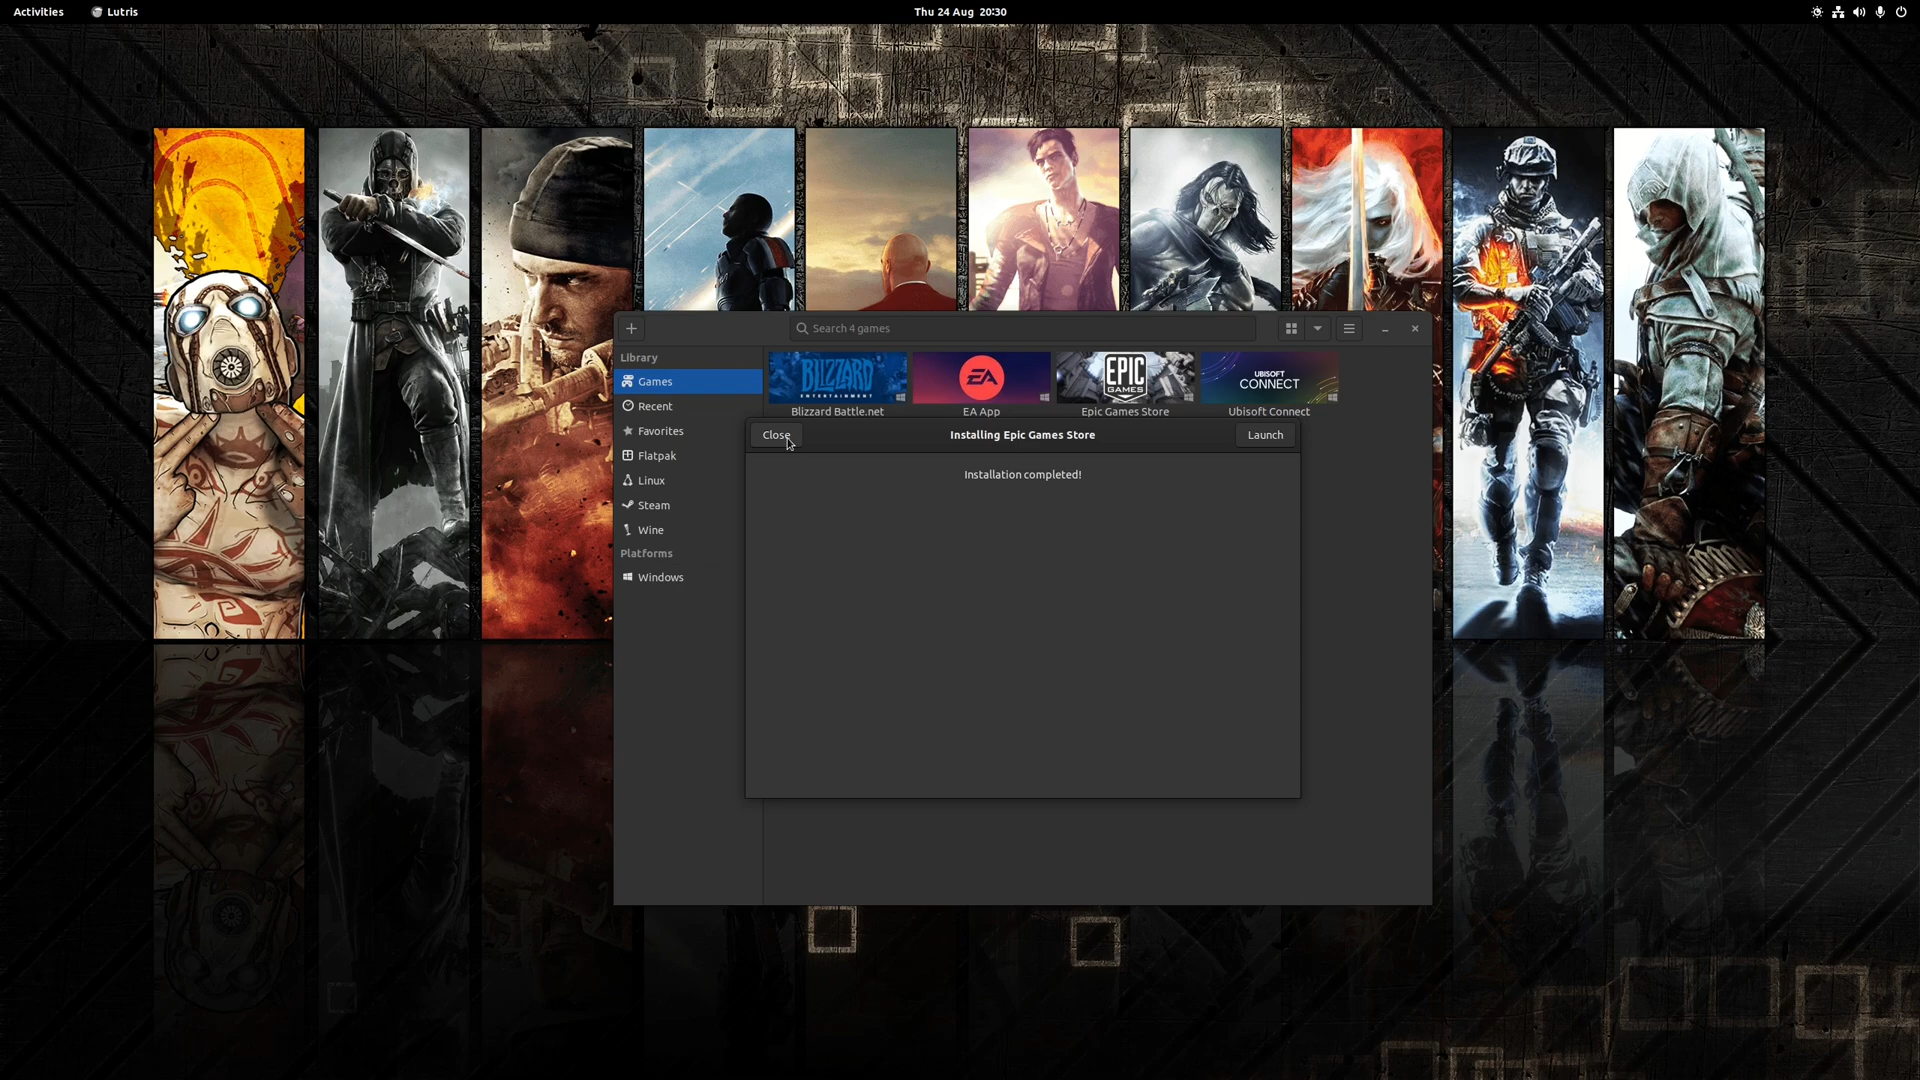 Activities
Lutris
Thu 24 Aug 20:30
Search 4 games
Library
Games
Recent
Favorites
Flatpak
Linux
Steam
Wine
Platforms
Windows
BLIZZARD
ENTERTAINMENT
EA
EPIC
GAMES
UBISOFT
CONNECT
Blizzard Battle.net
EA App
Epic Games Store
Ubisoft Connect
Close
Installing Epic Games Store
Launch
Installation completed!